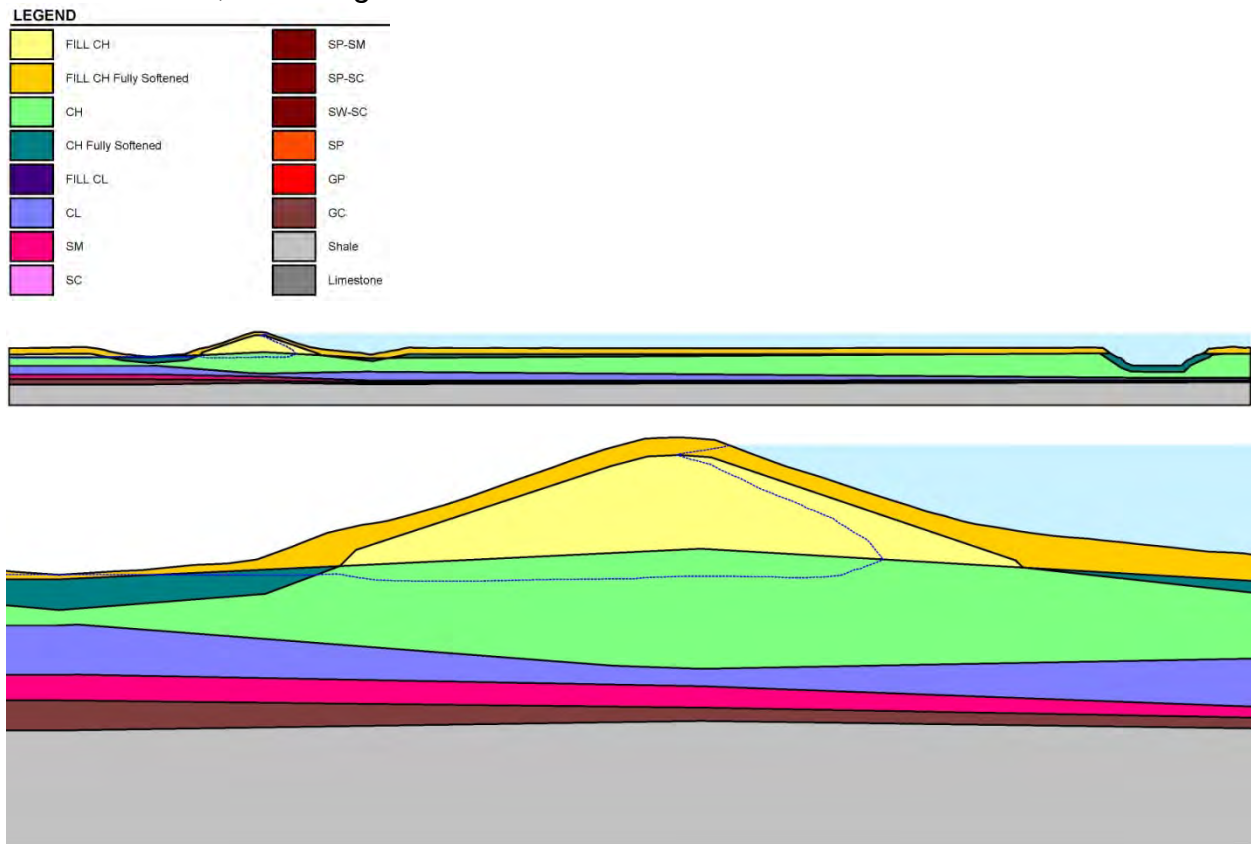 LEGEND
FILL CH
FILL CH Fully Softened
CH
CH Fully Softened
FILL CL
CL
SM
SC
SP-SM
SP-SC
SW-SC
SP
GP
GC
Shale
Limestone